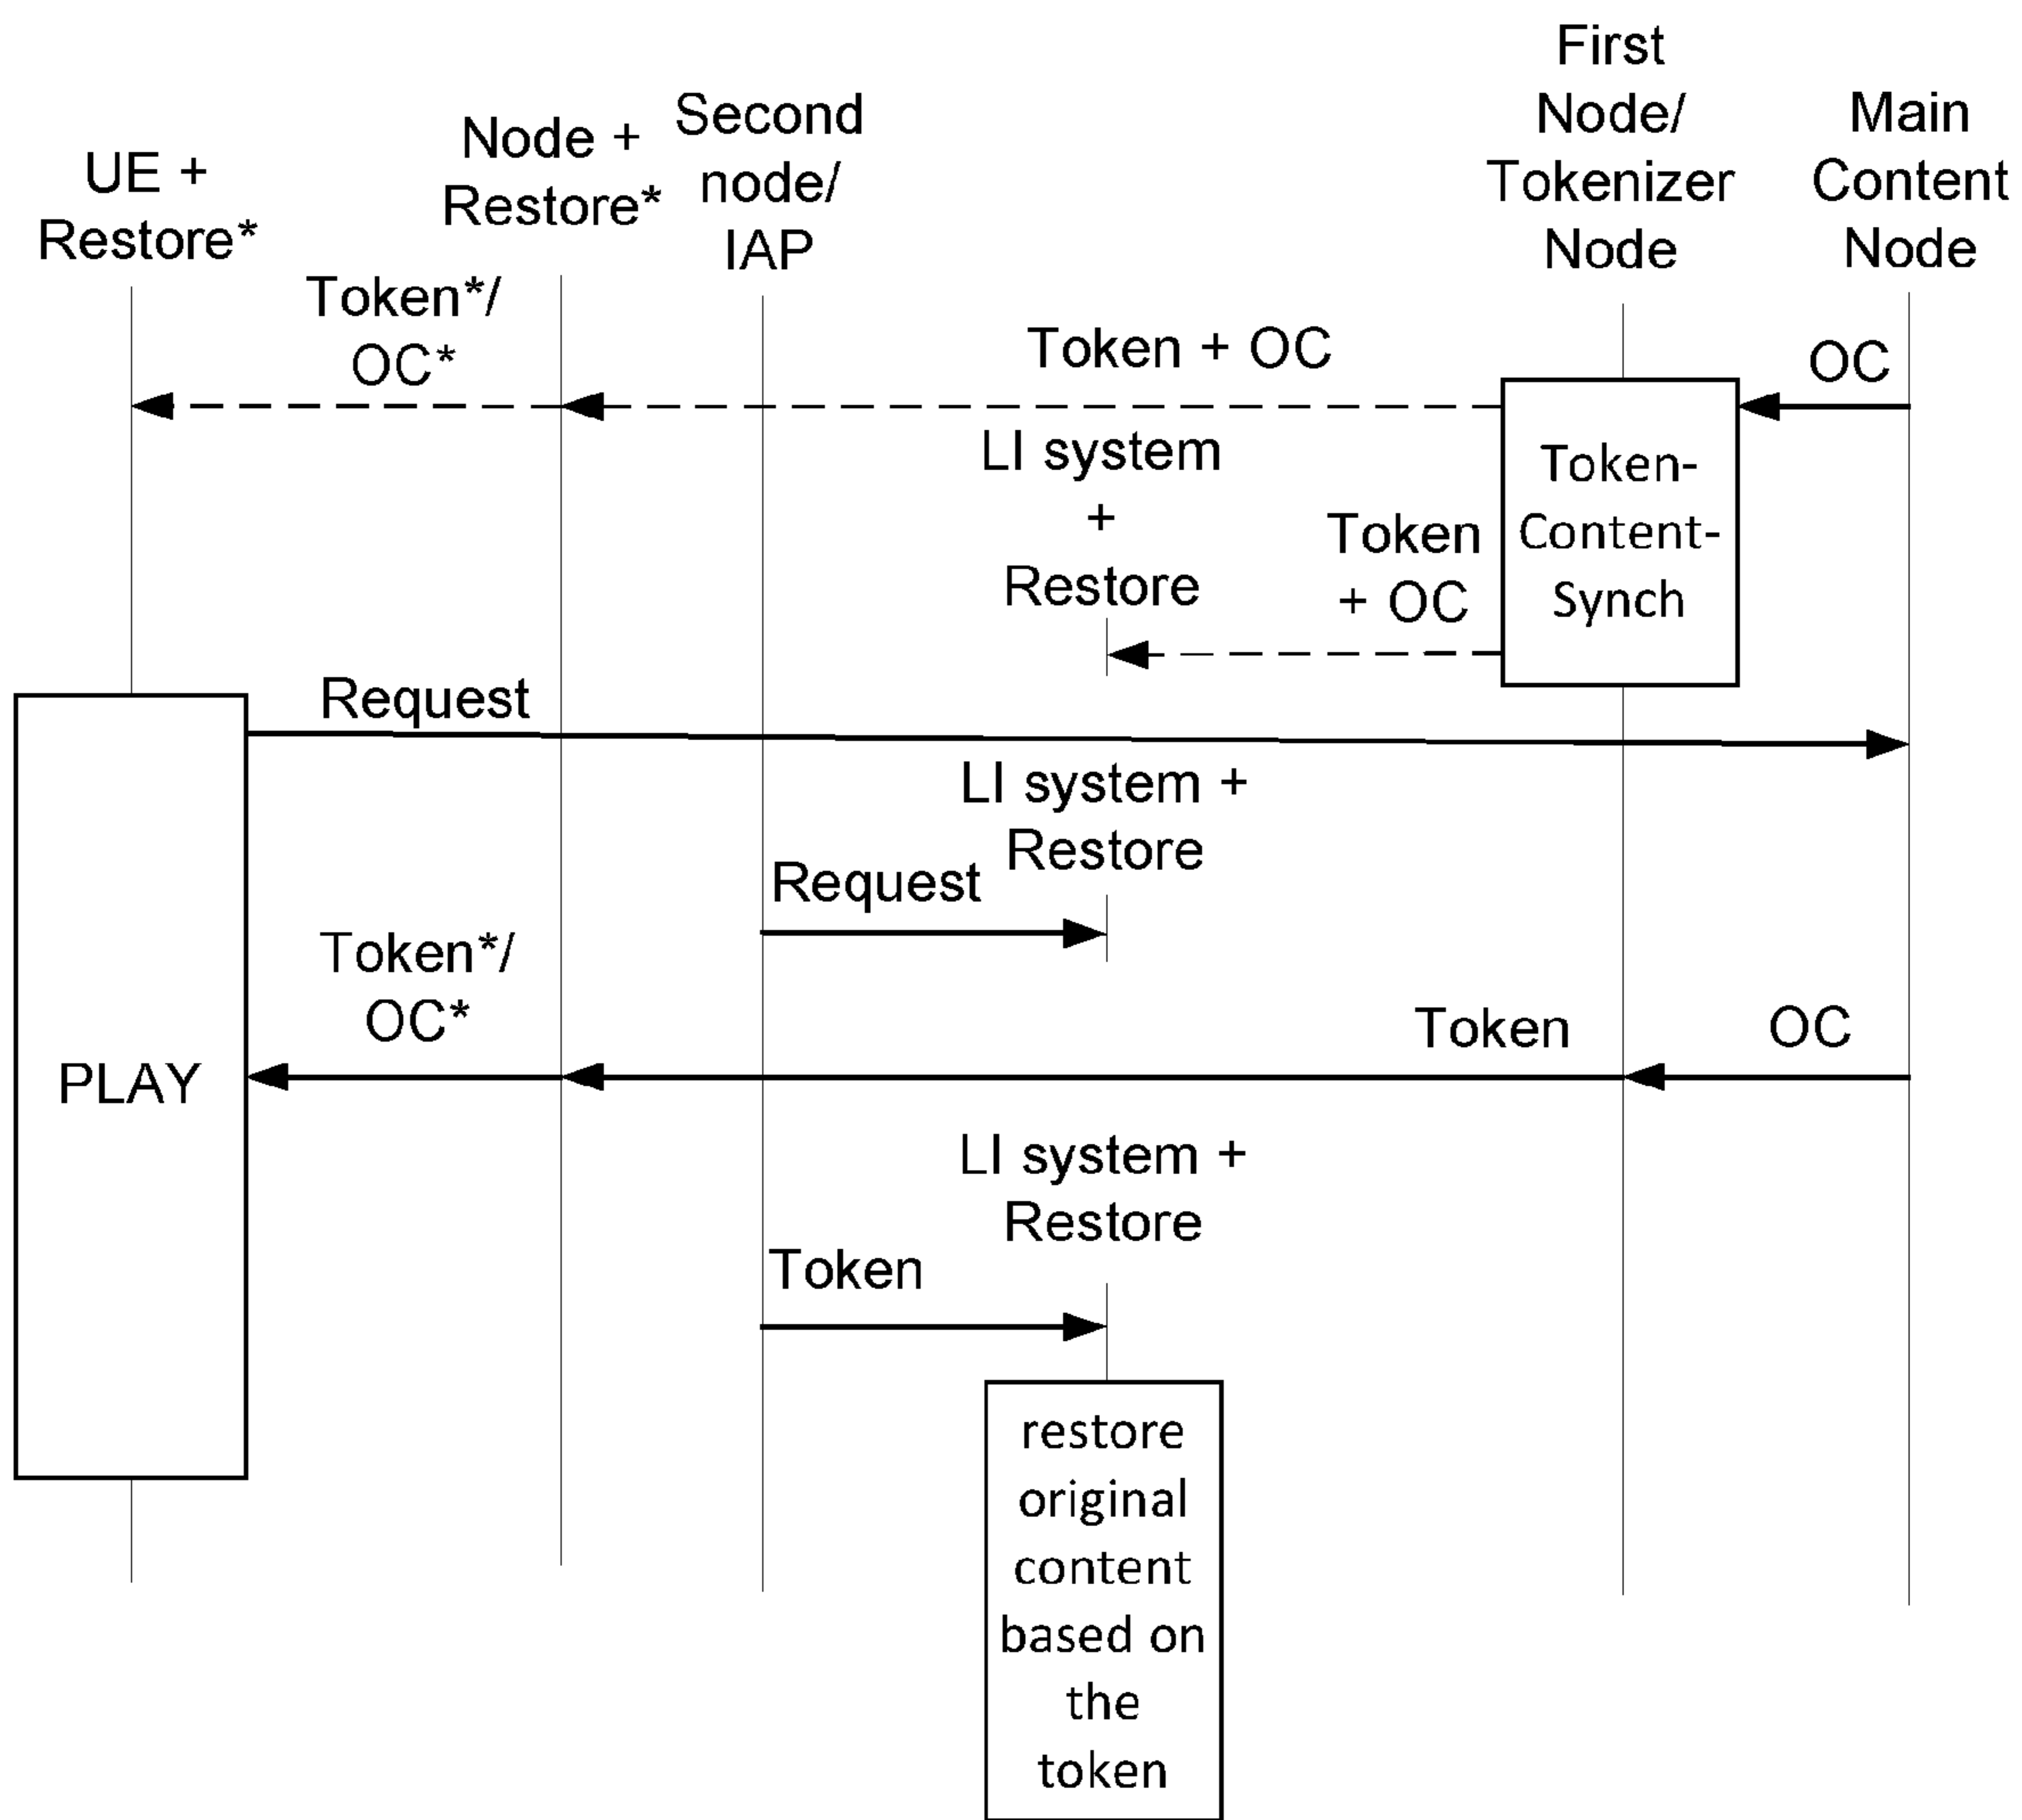 UE +
Restore*
Node +
Restore*
Second
node/
IAP
First
Node/
Tokenizer
Node
Main
Content
Node
Token*/
OC*
Token + OC
OC
LI system
+
Restore
Token
+ OC
Token-
Content-
Synch
Request
LI system +
Restore
Request
Token*/
OC*
Token
OC
PLAY
LI system +
Restore
Token
restore
original
content
based on
the
token